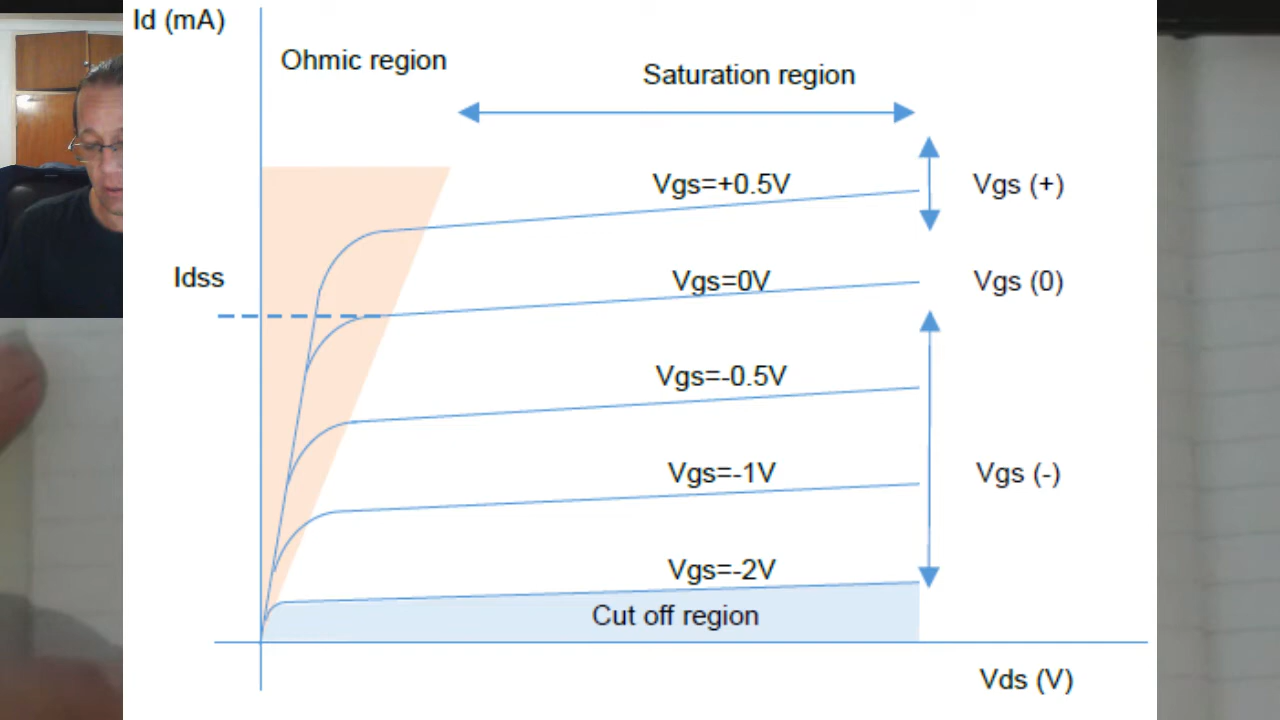 Id (mA)
Ohmic region
Saturation region
Vgs=+0.5V
Vgs (+)
Idss
Vgs=0V
Vgs (0)
Vgs=-0.5V
Vgs=-1V
Vgs (-)
Vgs=-2V
Cut off region
Vds (V)